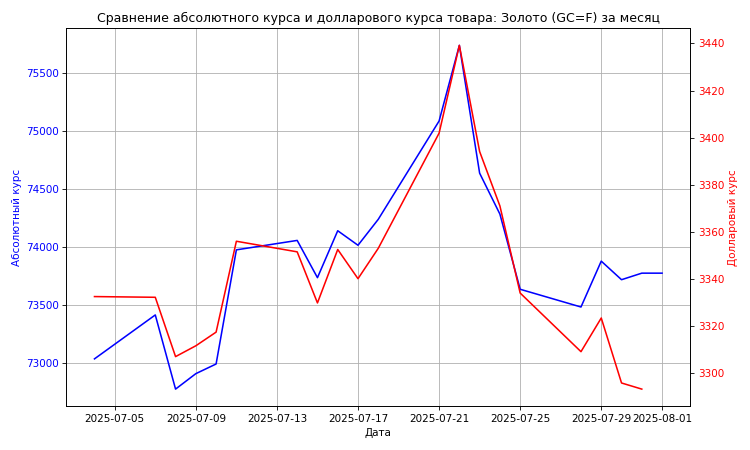 Сравнение абсолютного курса и долларового курса товара: Золото (GC=F) за месяц
Абсолютный курс
75500
75000
74500
74000
73500
73000
3440
3420
3400
3380
3360
3340
3320
3300
Долларовый курс
2025-07-05 2025-07-09 2025-07-13 2025-07-17 2025-07-21 2025-07-25 2025-07-29 2025-08-01
Дата